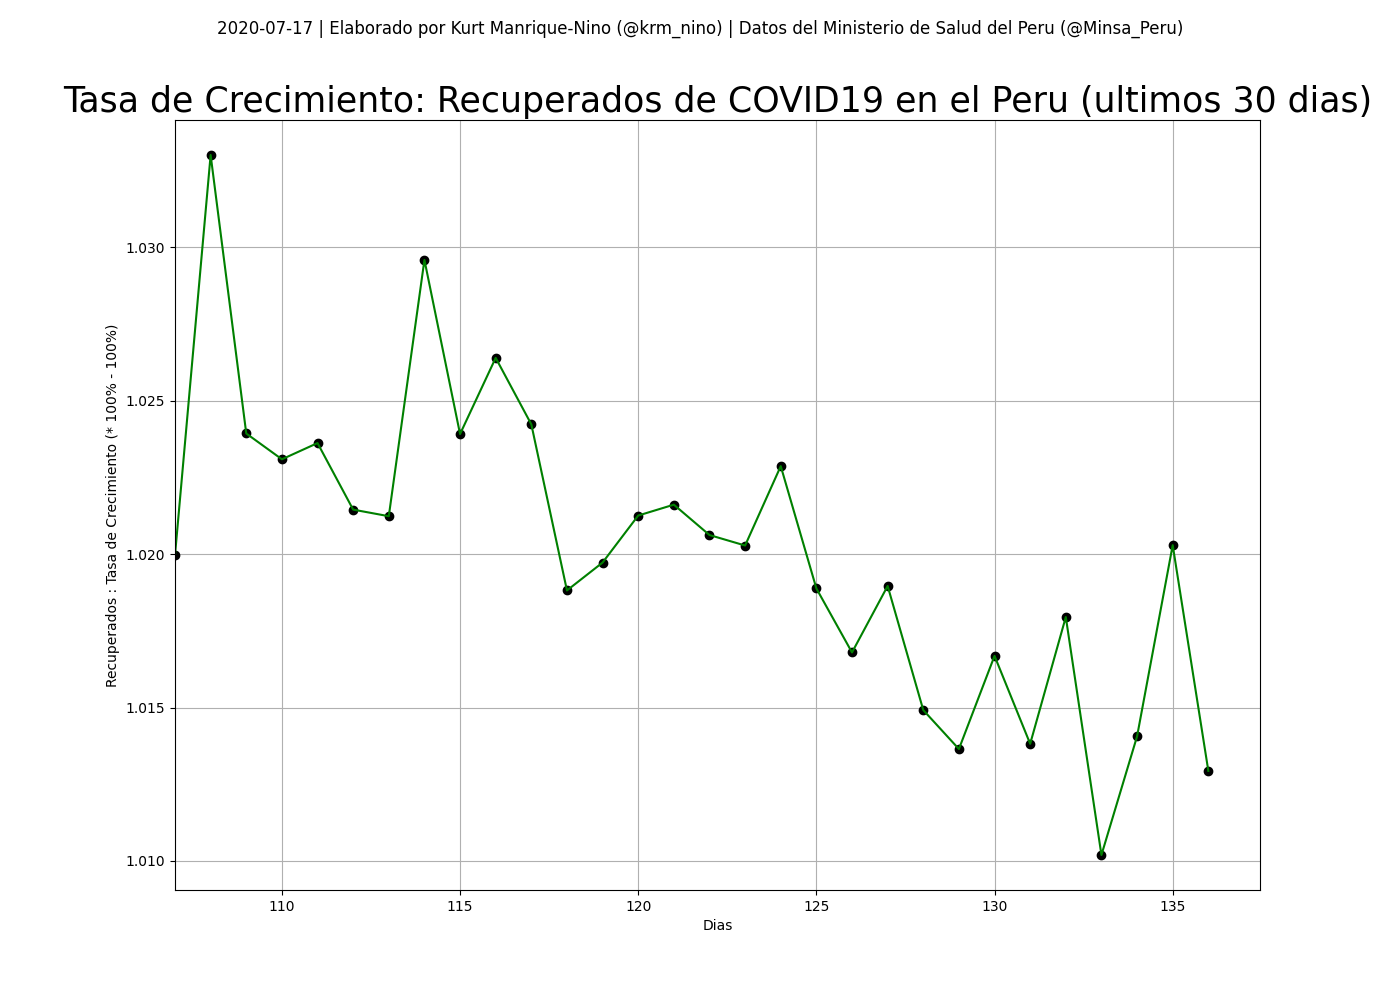 2020-07-17 | Elaborado por Kurt Manrique-Nino (@krm_nino) | Datos del Ministerio de Salud del Peru (@Minsa_Peru)
Tasa de Crecimiento: Recuperados de COVID19 en el Peru (ultimos 30 dias)
Recuperados : Tasa de Crecimiento (* 100% - 100%)
1.030
1.025
1.020
1.015
1.010
110 115 120 125 130 135
Dias